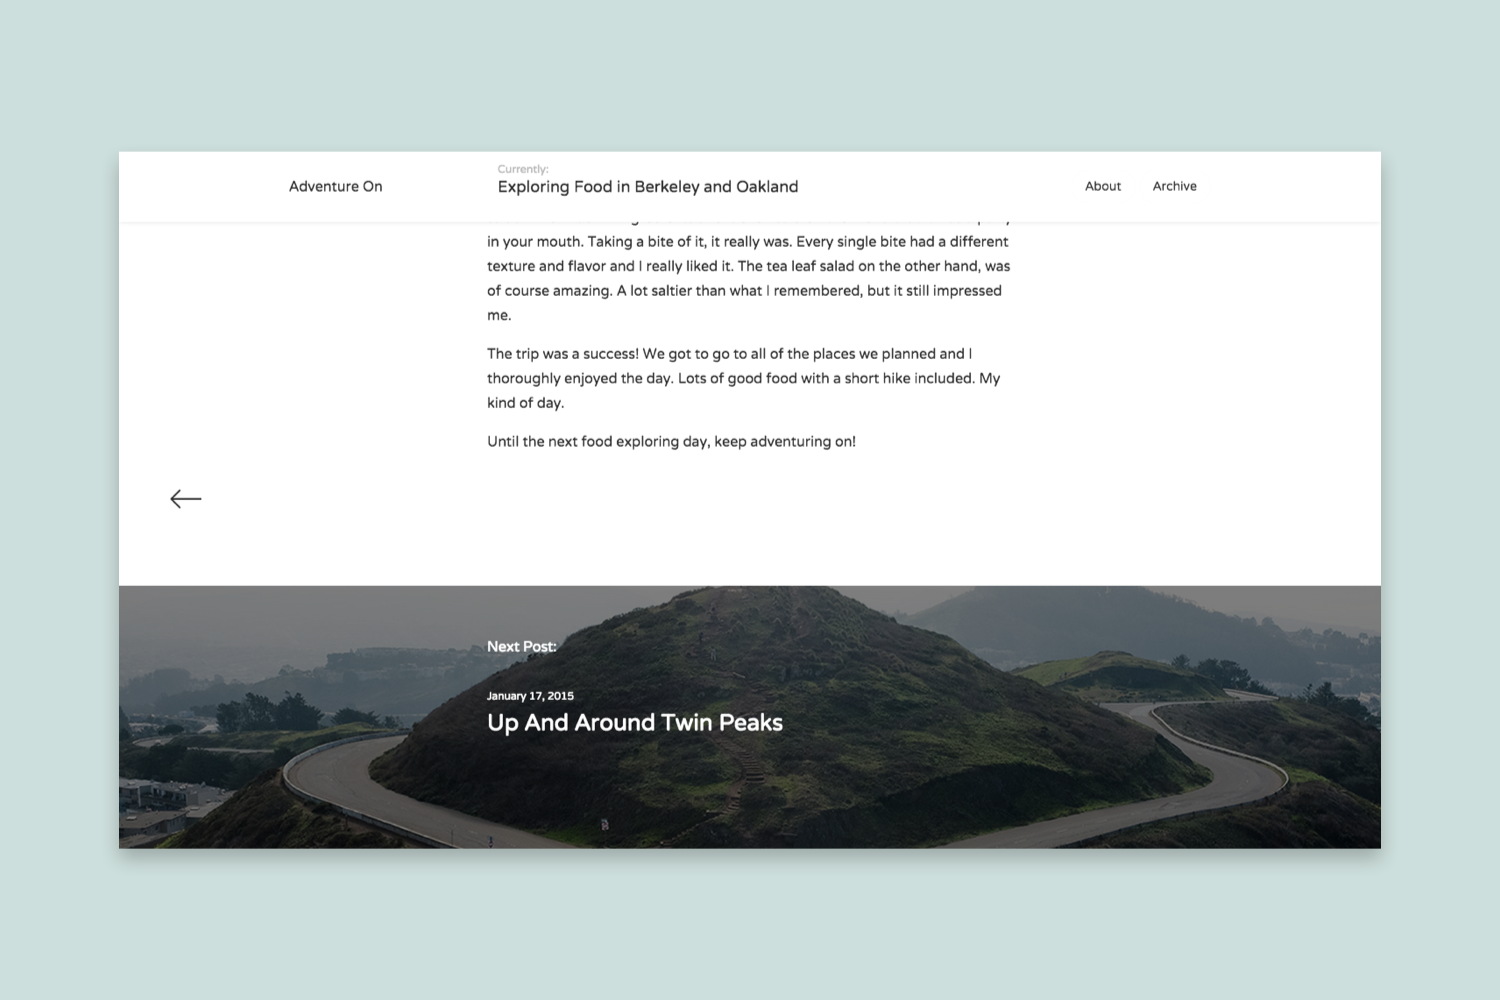 Currently:
Adventure On
Exploring Food in Berkeley and Oakland
About
Archive
in your mouth. Taking a bite of it, it really was. Every single bite had a different
texture and flavor and I really liked it. The tea leaf salad on the other hand, was
of course amazing. A lot saltier than what I remembered, but it still impressed
me.
The trip was a success! We got to go to all of the places we planned and I
thoroughly enjoyed the day. Lots of good food with a short hike included. My
kind of day.
Until the next food exploring day, keep adventuring on!
Next Post:
January 17, 2015
Up And Around Twin Peaks